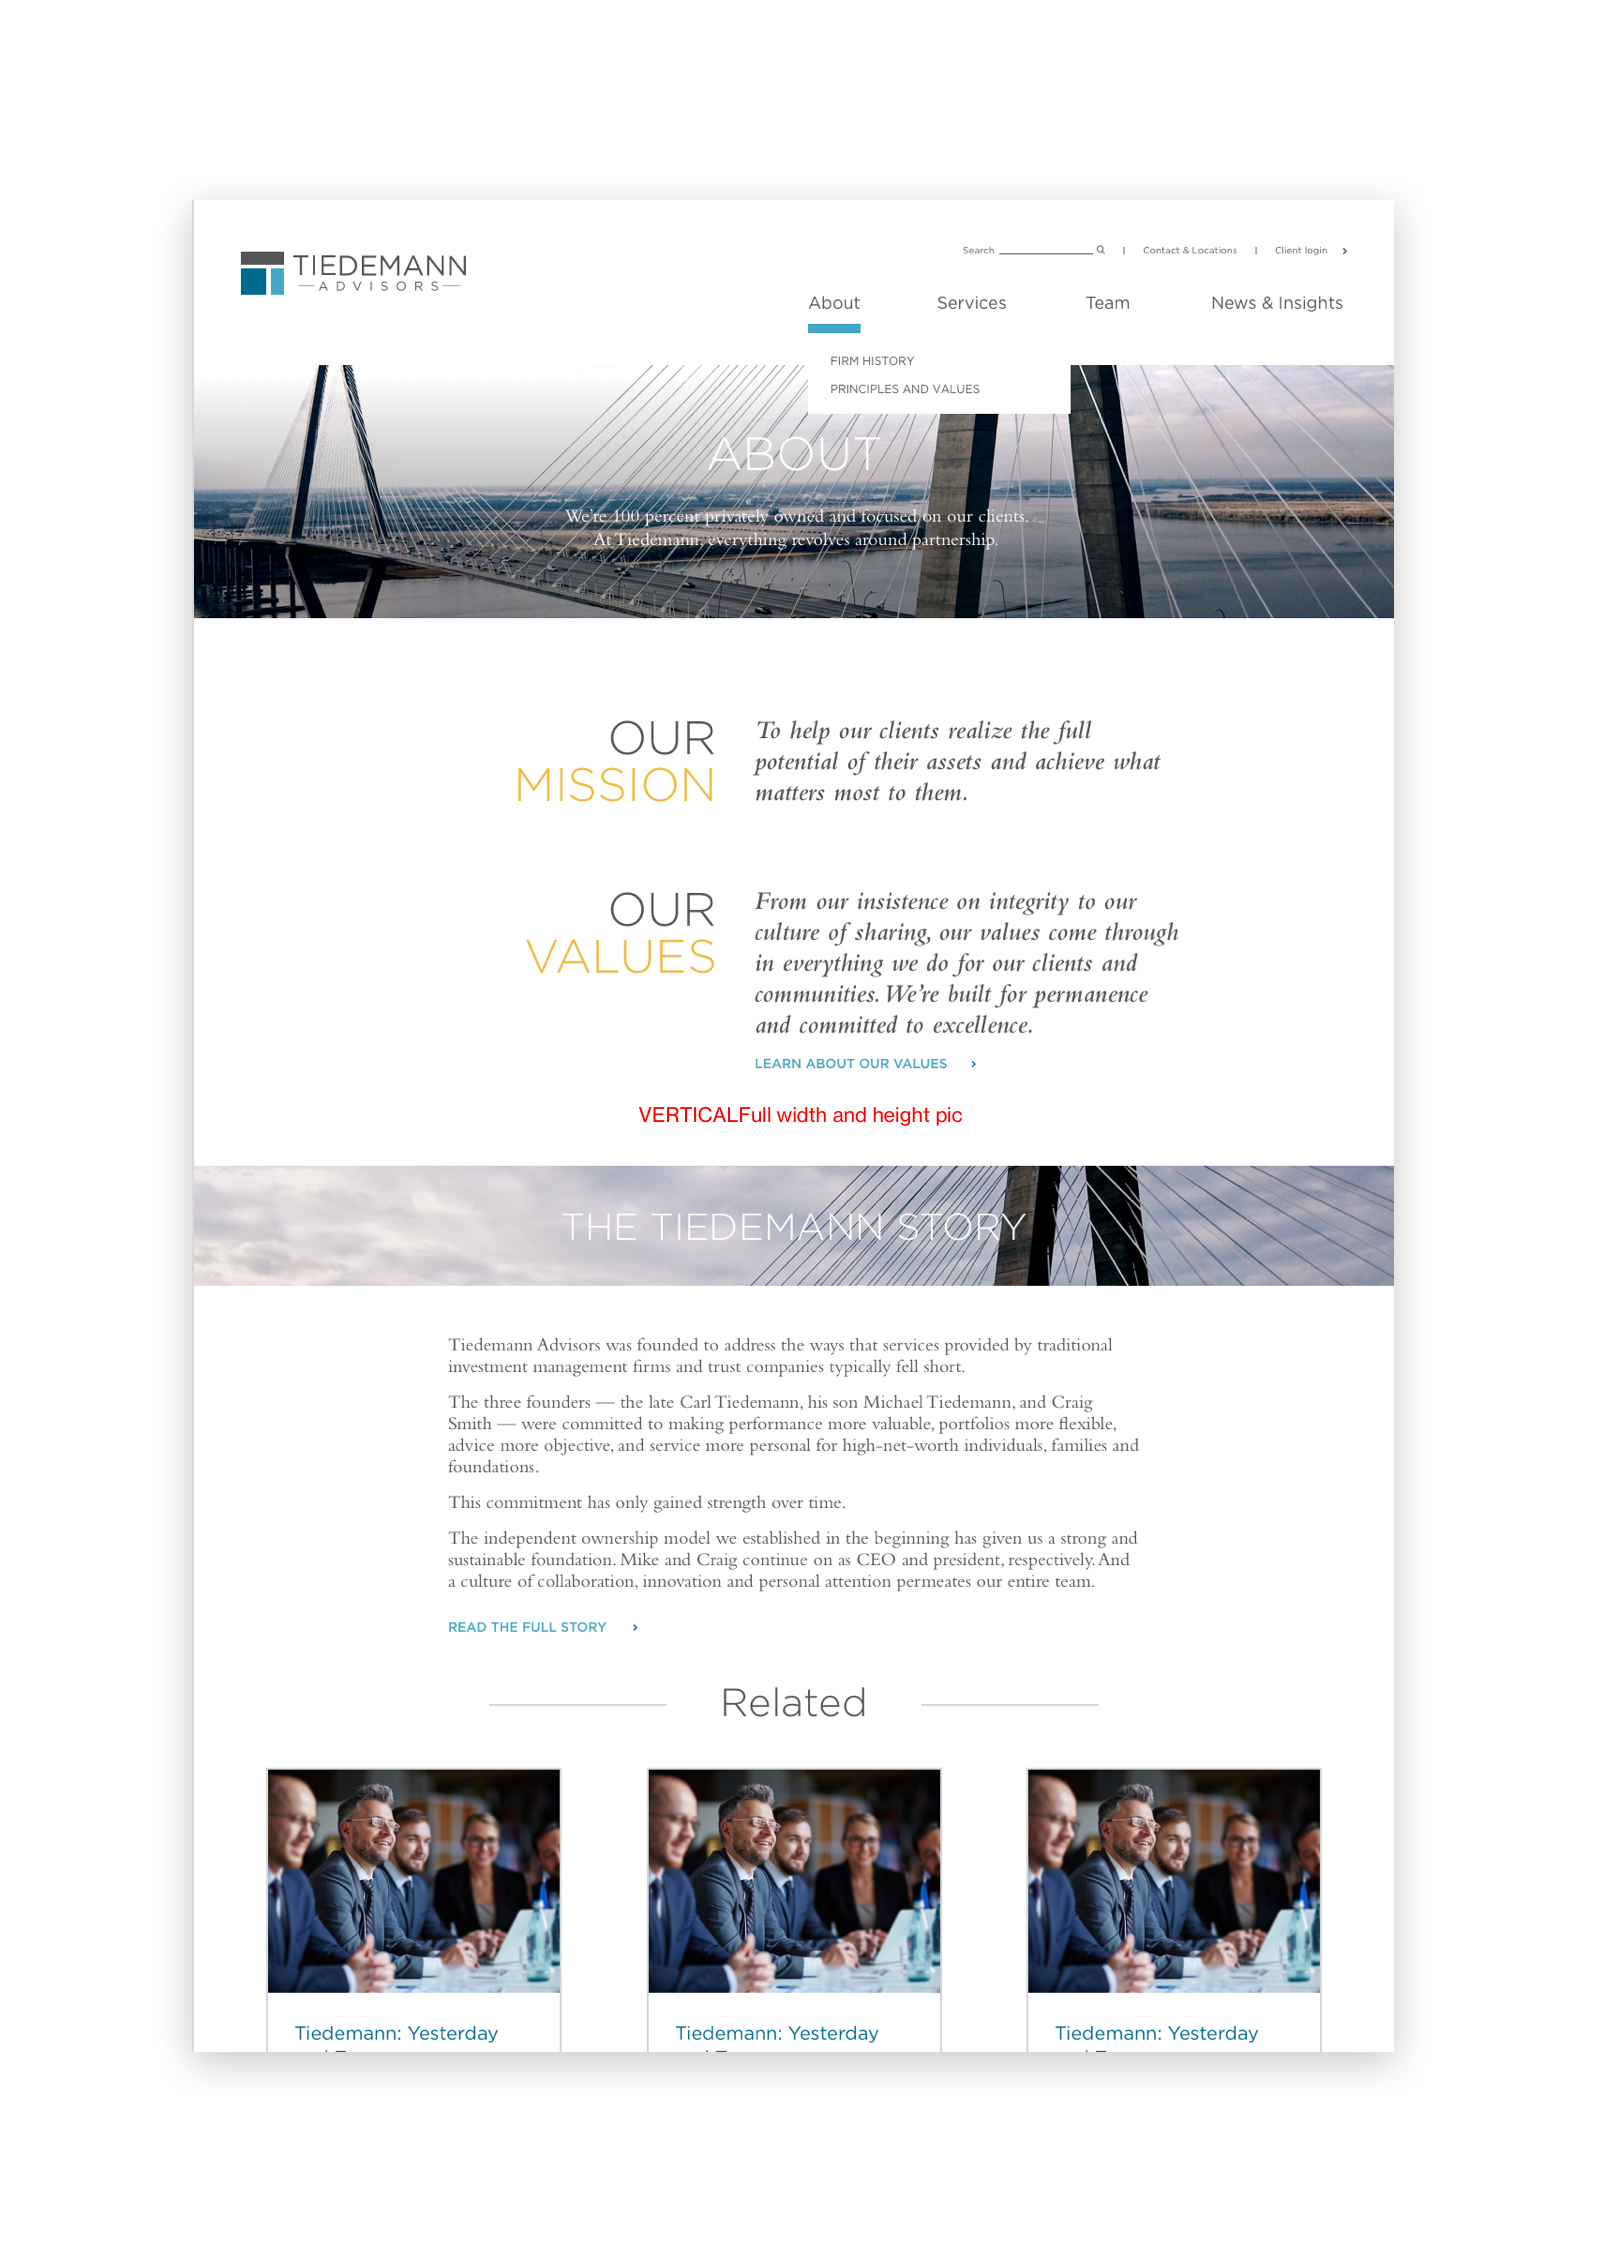 TIEDEMANN
ADVISORS
Search | Contact & Locations | Client login
About Services Team News & Insights
FIRM HISTORY
PRINCIPLES AND VALUES
ABOUT
We're 100 percent privately owned and focused on our clients.
At Tiedemann, everything revolves around partnership.
OUR
MISSION
To help our clients realize the full
potential of their assets and achieve what
matters most to them.
OUR
VALUES
From our insistence on integrity to our
culture of sharing, our values come through
in everything we do for our clients and
communities. We're built for permanence
and committed to excellence.
LEARN ABOUT OUR VALUES
VERTICALFull width and height pic
THE TIEDEMANN STORY
Tiedemann Advisors was founded to address the ways that services provided by traditional
investment management firms and trust companies typically fell short.
The three founders — the late Carl Tiedemann, his son Michael Tiedemann, and Craig
Smith — were committed to making performance more valuable, portfolios more flexible,
advice more objective, and service more personal for high-net-worth individuals, families and
foundations.
This commitment has only gained strength over time.
The independent ownership model we established in the beginning has given us a strong and
sustainable foundation. Mike and Craig continue on as CEO and president, respectively. And
a culture of collaboration, innovation and personal attention permeates our entire team.
READ THE FULL STORY
Related
Tiedemann: Yesterday
Tiedemann: Yesterday
Tiedemann: Yesterday